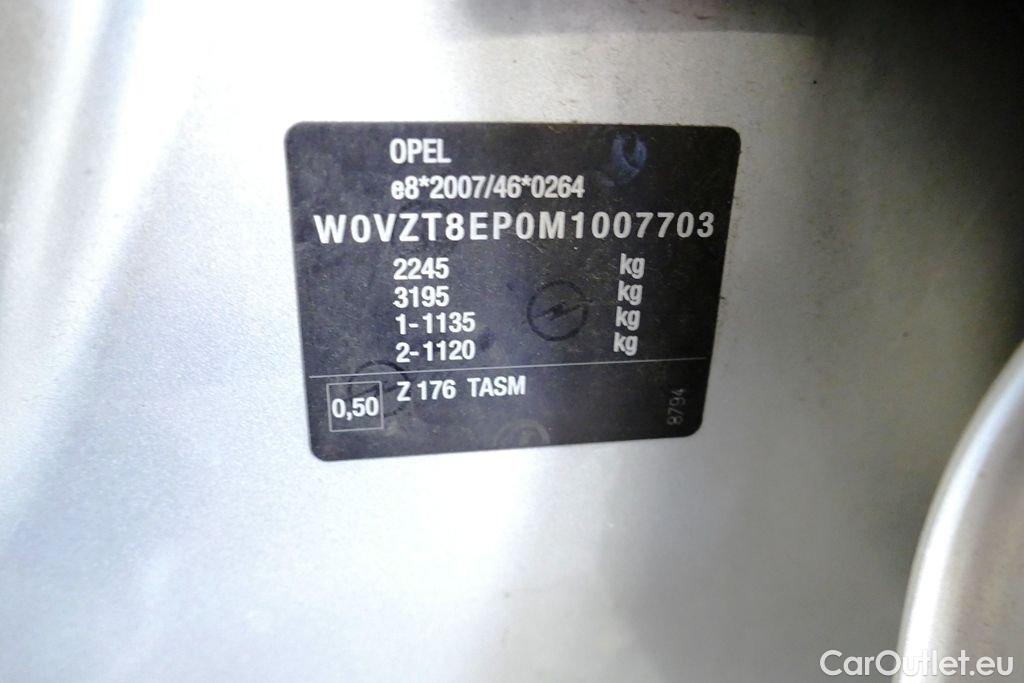 OPEL
e8*2007/46*0264
W0VZT8EP0M1007703
2245 kg
3195 kg
1-1135 kg
2-1120 kg
0,50 Z 176 TASM
8794
CarOutlet.eu